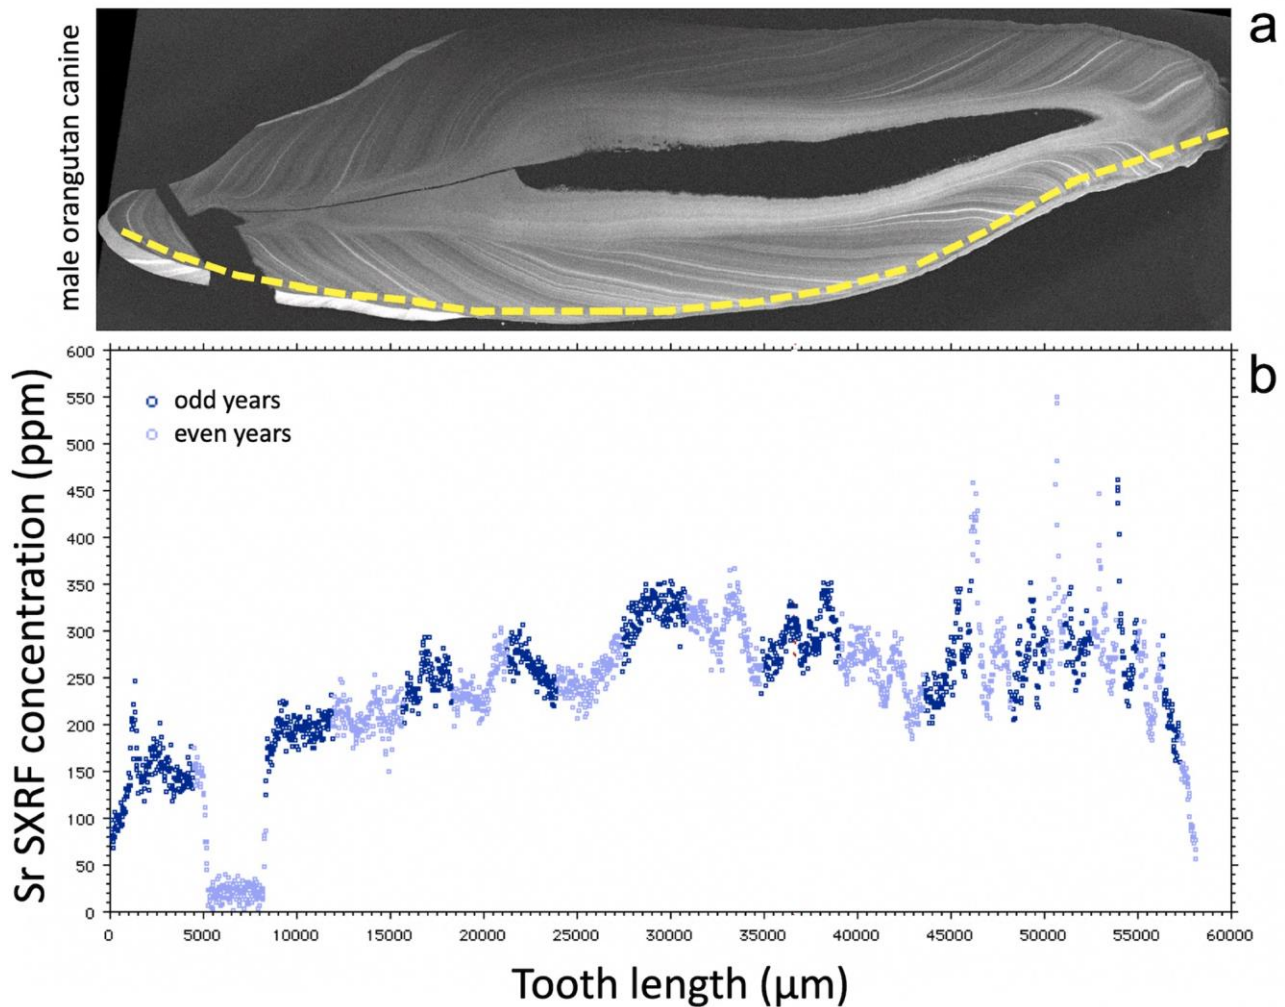 a
male orangutan canine
b
600
550
500
450
400
350
300
250
200
150
100
50
0
odd years
even years
Sr SXRF concentration (ppm)
0 5000 10000 15000 20000 25000 30000 35000 40000 45000 50000 55000 60000
Tooth length (µm)